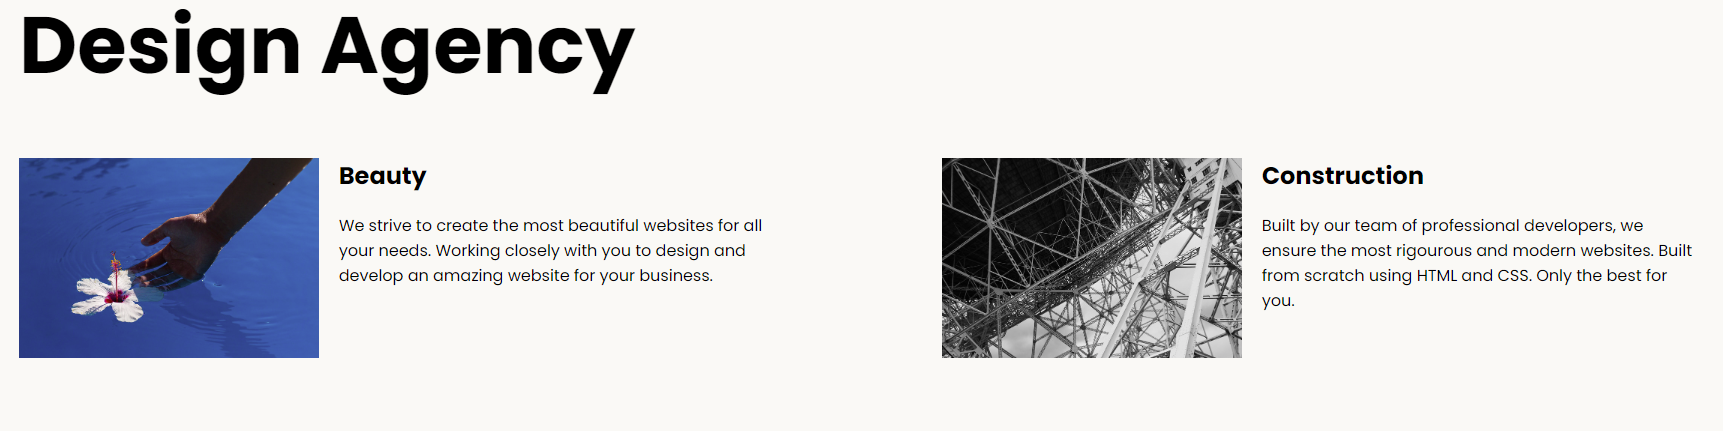 Design Agency
Beauty
We strive to create the most beautiful websites for all
your needs. Working closely with you to design and
develop an amazing website for your business.
Construction
Built by our team of professional developers, we
ensure the most rigourous and modern websites. Built
from scratch using HTML and CSS. Only the best for
you.